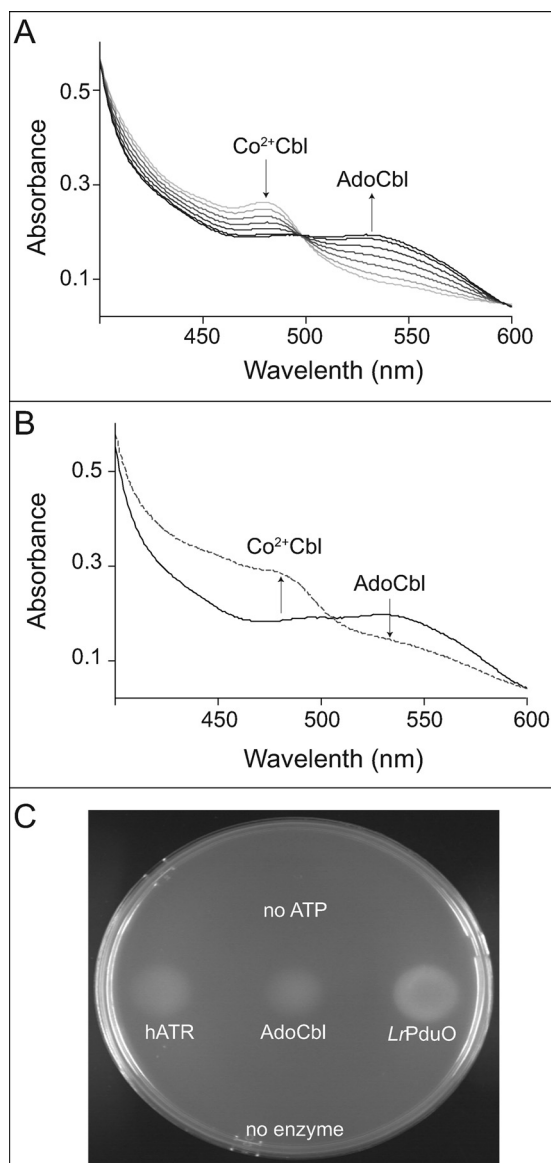 A
Absorbance
0.5
0.3
0.1
Co²⁺Cbl
AdoCbl
450
500
550
600
Wavelenth (nm)
B
Absorbance
0.5
0.3
0.1
Co²⁺Cbl
AdoCbl
450
500
550
600
Wavelenth (nm)
C
no ATP
hATR
AdoCbl
LrPduO
no enzyme